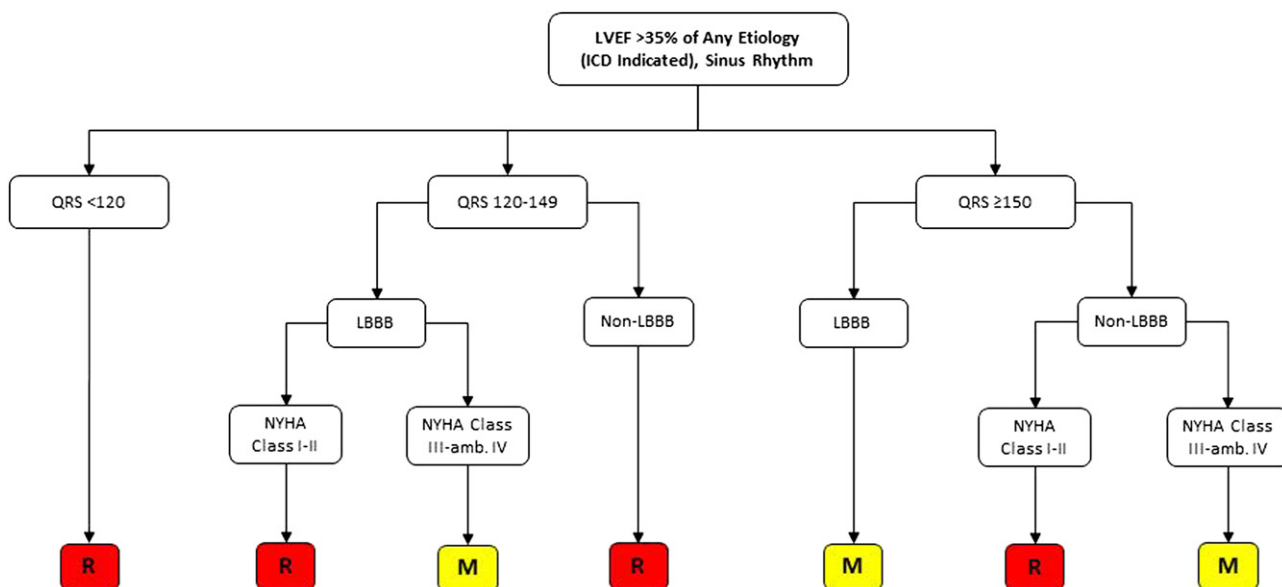 LVEF >35% of Any Etiology
(ICD Indicated), Sinus Rhythm
QRS <120
QRS 120-149
QRS ≥150
LBBB
Non-LBBB
LBBB
Non-LBBB
NYHA
Class I-II
NYHA Class
III-amb. IV
NYHA
Class I-II
NYHA Class
III-amb. IV
R
R
M
R
M
R
M